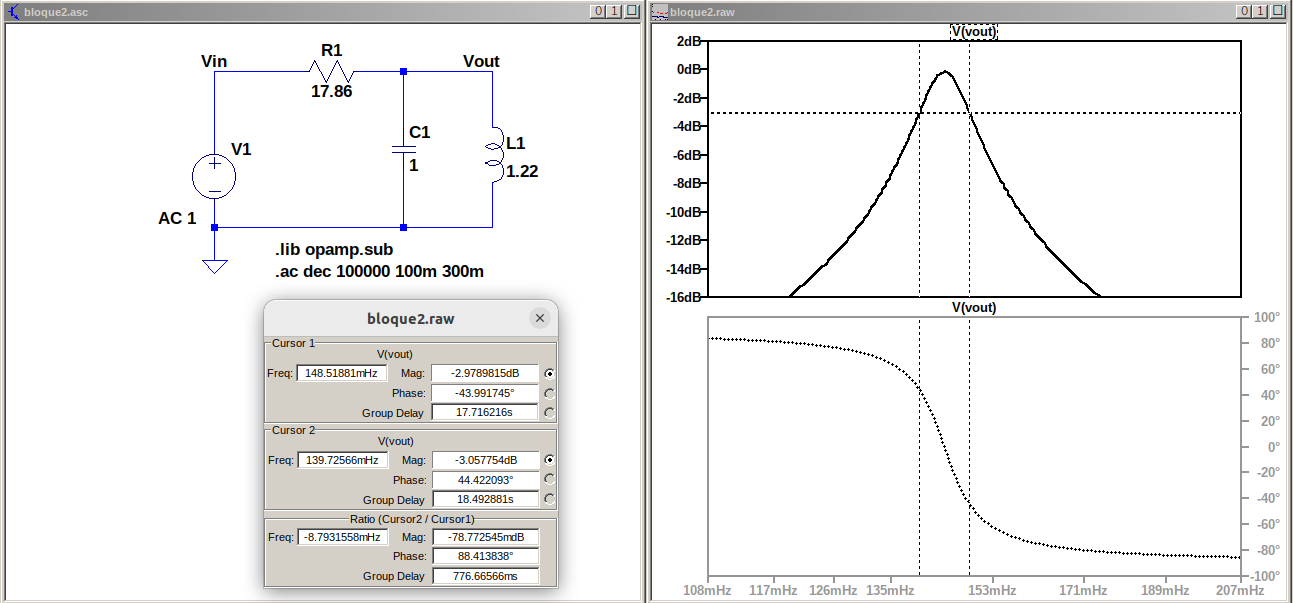 bloque2.asc
0 1
R1
Vin
Vout
17.86
C1
V1
L1
1
1.22
AC 1
.lib opamp.sub
.ac dec 100000 100m 300m
bloque2.raw
Cursor 1
V(vout)
Freq: 148.51881mHz Mag: -2.9789815dB
Phase: -43.991745°
Group Delay 17.716216s
Cursor 2
V(vout)
Freq: 139.72566mHz Mag: -3.057754dB
Phase: 44.422093°
Group Delay 18.492881s
Ratio (Cursor2 / Cursor1)
Freq: -8.7931558mHz Mag: -78.772545mdB
Phase: 88.413838°
Group Delay 776.66566ms
bloque2.raw
0 1
V(vout)
2dB
0dB
-2dB
-4dB
-6dB
-8dB
-10dB
-12dB
-14dB
-16dB
V(vout)
100°
80°
60°
40°
20°
0°
-20°
-40°
-60°
-80°
-100°
108mHz 117mHz 126mHz 135mHz 153mHz 171mHz 189mHz 207mHz